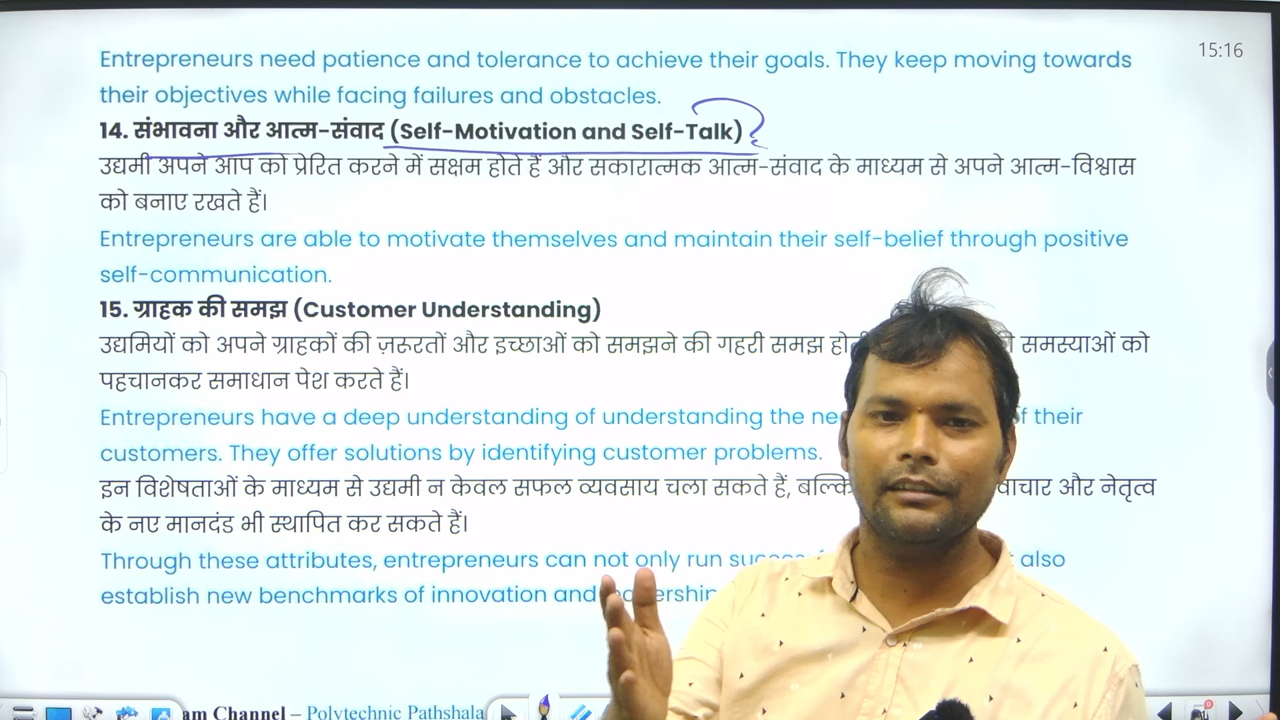 Entrepreneurs need patience and tolerance to achieve their goals. They keep moving towards
15:16
their objectives while facing failures and obstacles.
14. संभावना और आत्म-संवाद (Self-Motivation and Self-Talk)
उद्यमी अपने आप को प्रेरित करने में सक्षम होते हैं और सकारात्मक आत्म-संवाद के माध्यम से अपने आत्म-विश्वास
को बनाए रखते हैं।
Entrepreneurs are able to motivate themselves and maintain their self-belief through positive
self-communication.
15. ग्राहक की समझ (Customer Understanding)
उद्यमियों को अपने ग्राहकों की ज़रूरतों और इच्छाओं को समझने की गहरी समझ समस्याओं को
पहचानकर समाधान पेश करते हैं।
Entrepreneurs have a deep understanding of understanding the their
customers. They offer solutions by identifying customer problems.
इन विशेषताओं के माध्यम से उद्यमी न केवल सफल व्यवसाय चला सकते हैं, और नेतृत्व
के नए मानदंड भी स्थापित कर सकते हैं।
Through these attributes, entrepreneurs can not only run also
establish new benchmarks of innovation and
am Channel – Polytechnic Pathshala